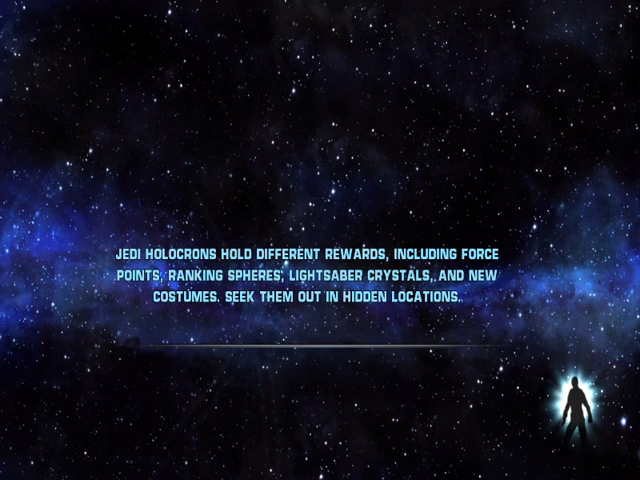 JEDI HOLOCRONS HOLD DIFFERENT REWARDS, INCLUDING FORCE
POINTS, RANKING SPHERES, LIGHTSABER CRYSTALS, AND NEW
COSTUMES. SEEK THEM OUT IN HIDDEN LOCATIONS.